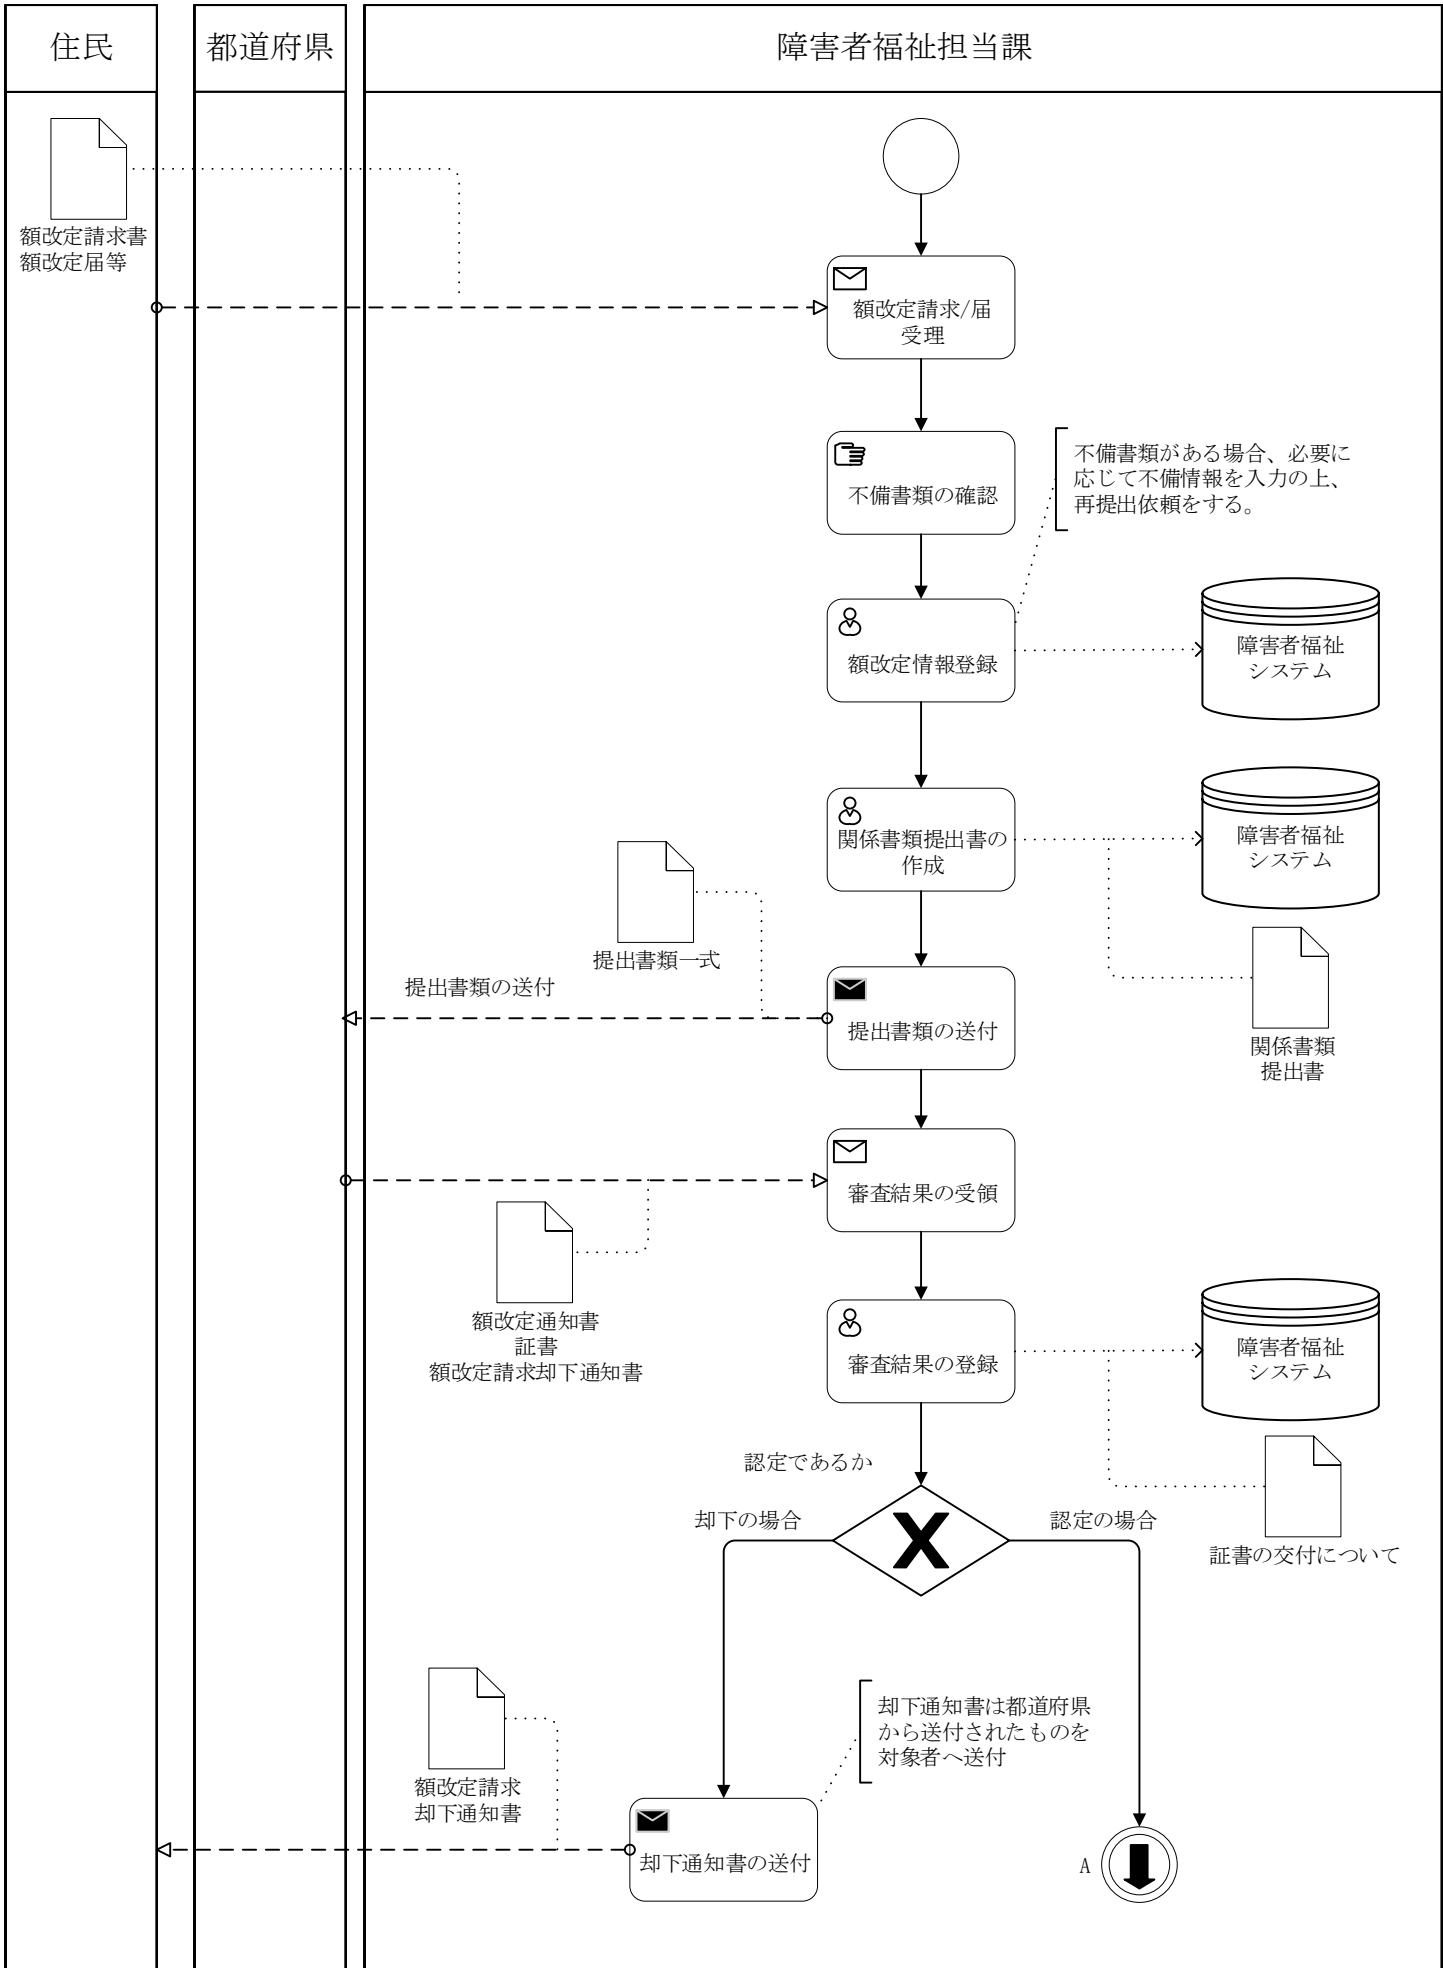 住民
都道府県
障害者福祉担当課
額改定請求書
額改定届等
額改定請求/届
受理
不備書類の確認
不備書類がある場合、必要に
応じて不備情報を入力の上、
再提出依頼をする。
額改定情報登録
障害者福祉
システム
関係書類提出書の
作成
障害者福祉
システム
提出書類一式
提出書類の送付
提出書類の送付
関係書類
提出書
審査結果の受領
額改定通知書
証書
額改定請求却下通知書
審査結果の登録
障害者福祉
システム
認定であるか
却下の場合
認定の場合
証書の交付について
却下通知書は都道府県
から送付されたものを
対象者へ送付
額改定請求
却下通知書
却下通知書の送付
A